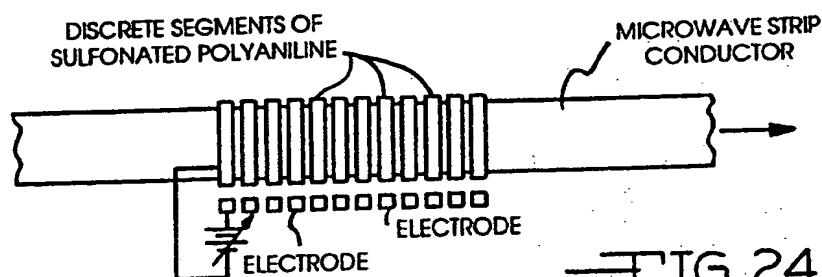 DISCRETE SEGMENTS OF
SULFONATED POLYANILINE
MICROWAVE STRIP
CONDUCTOR
ELECTRODE
ELECTRODE
FIG. 24